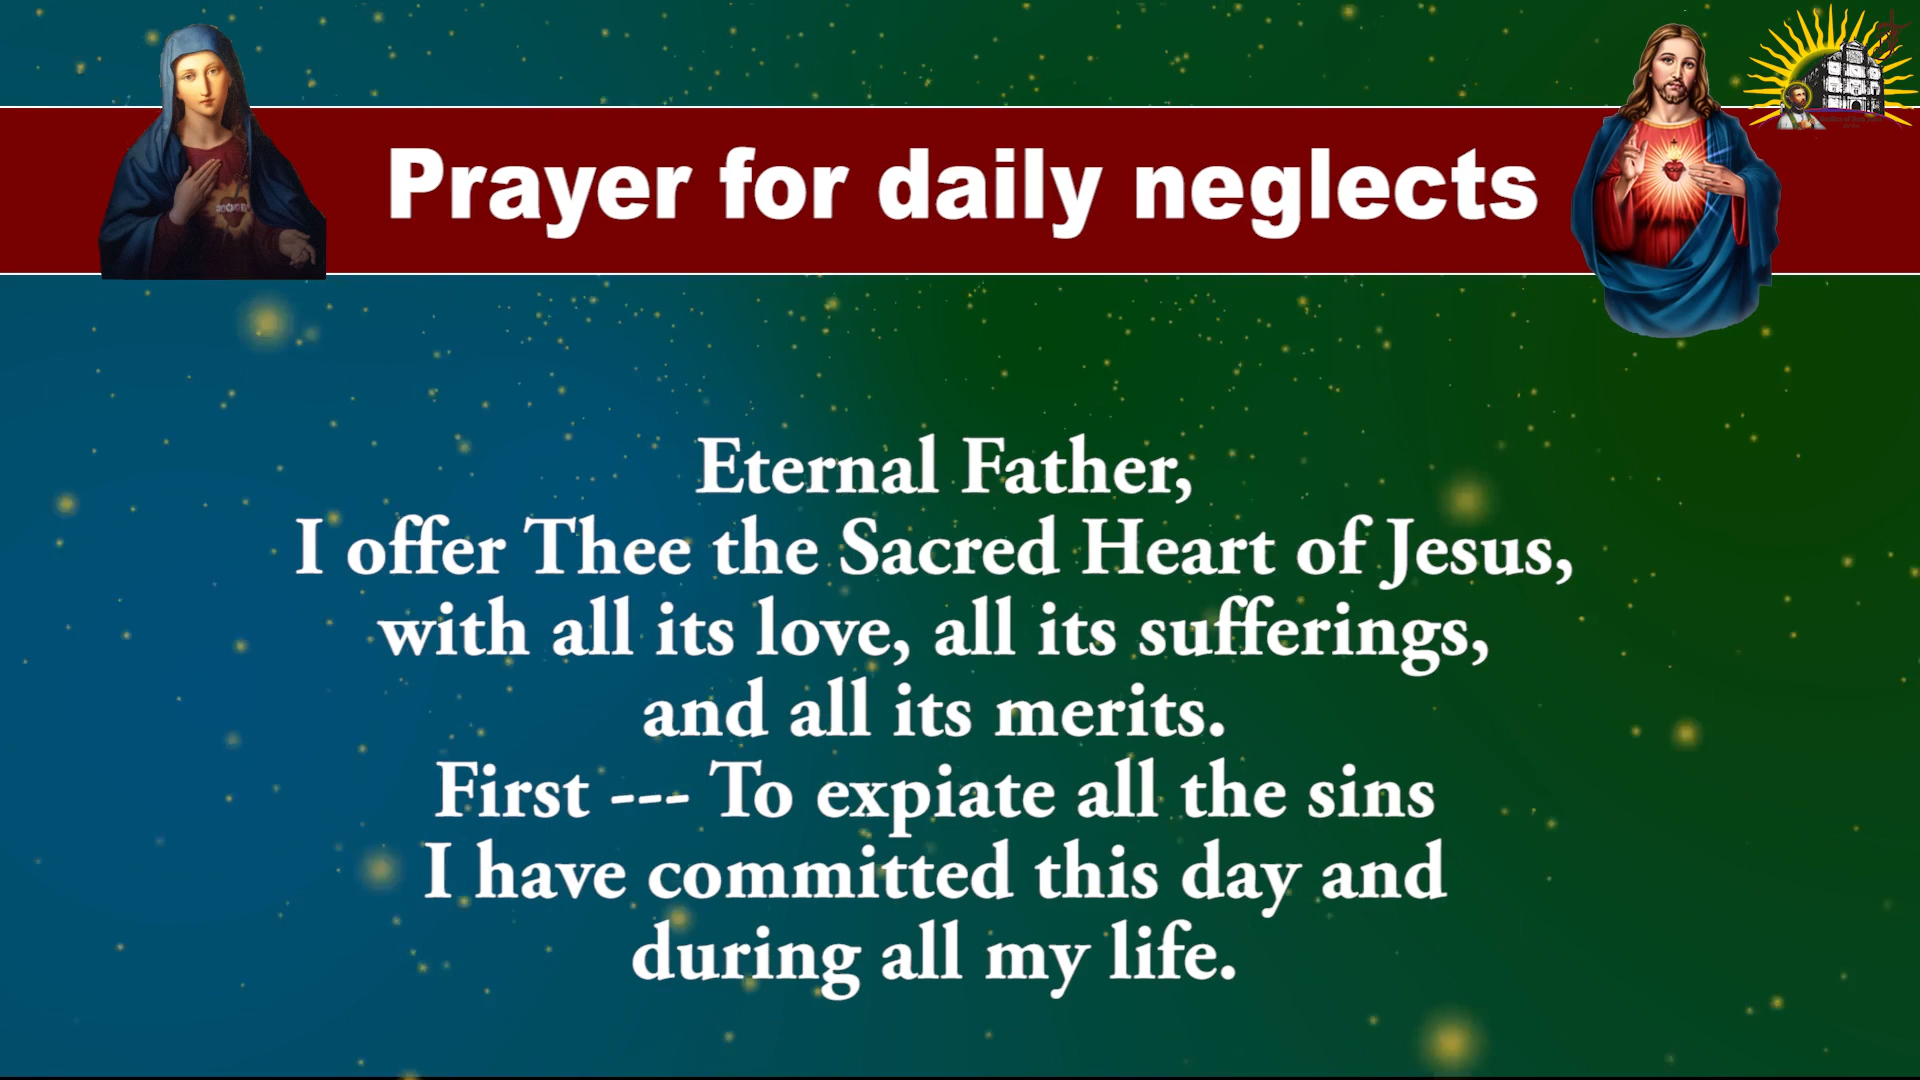 Prayer for daily neglects
Eternal Father,
I offer Thee the Sacred Heart of Jesus,
with all its love, all its sufferings,
and all its merits.
First --- To expiate all the sins
I have committed this day and
during all my life.